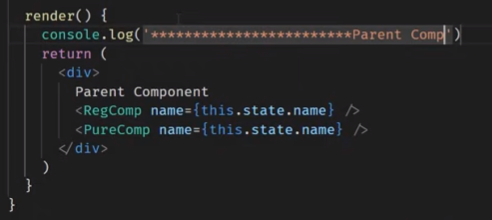 render() {
console.log('************************Parent Comp')
return (
<div>
Parent Component
<RegComp name={this.state.name} />
<PureComp name={this.state.name} />
</div>
)
}
}